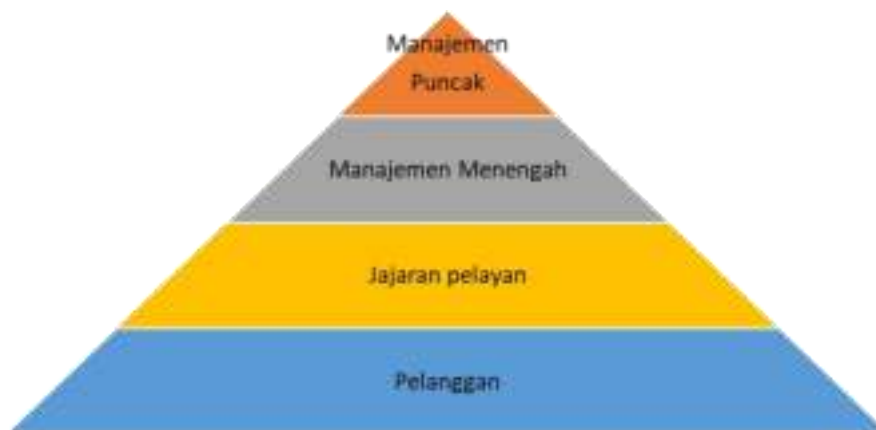 Manajemen
Puncak
Manajemen Menengah
Jajaran pelayan
Pelanggan